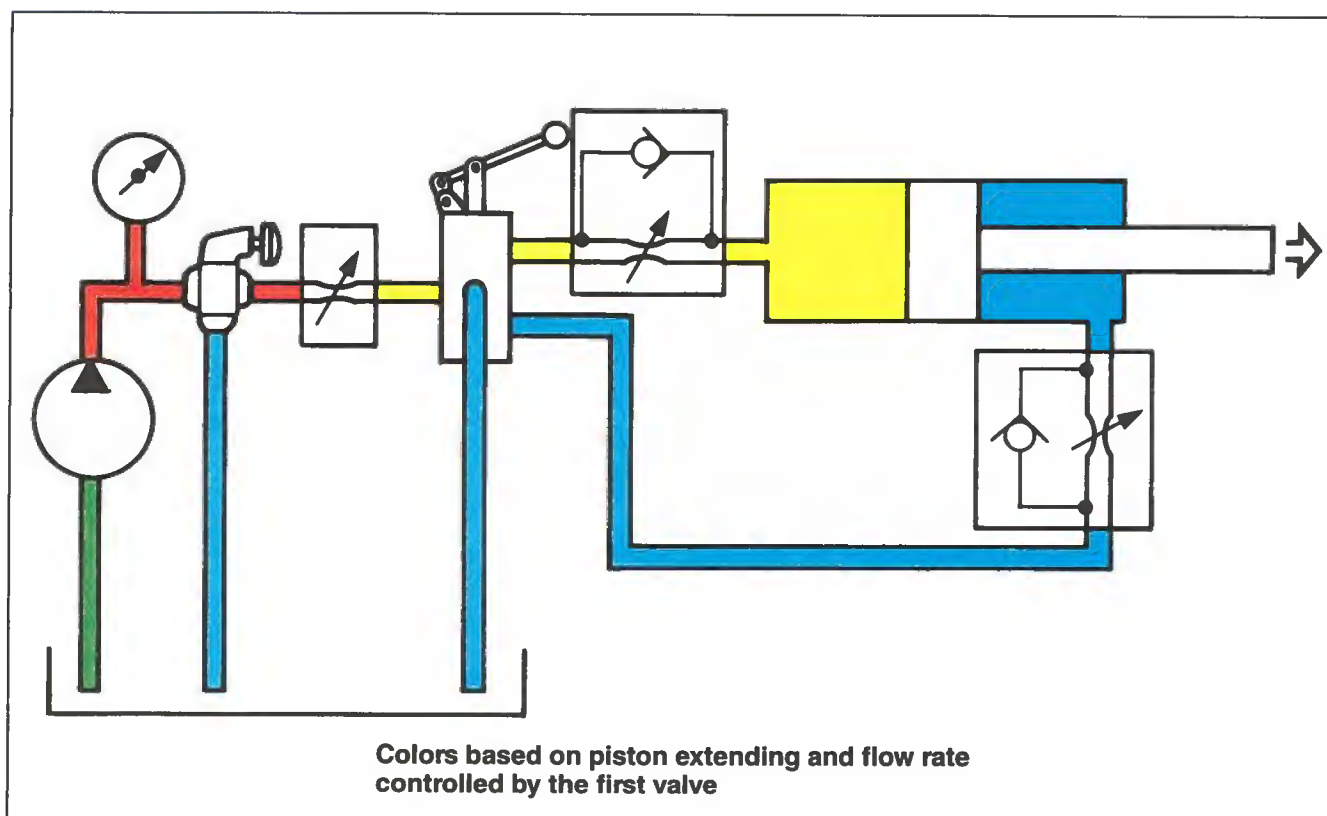 Colors based on piston extending and flow rate
controlled by the first valve